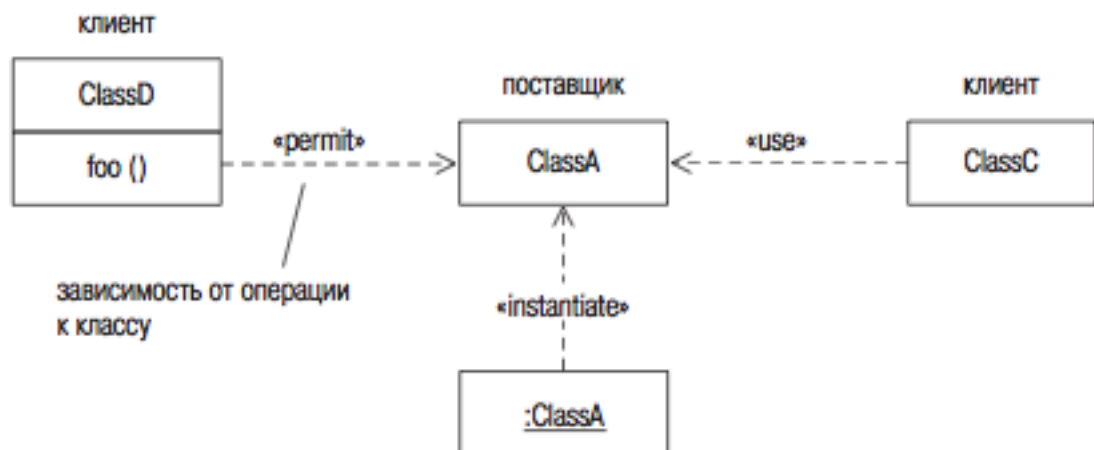 клиент
ClassD
foo ()
«permit»
зависимость от операции
к классу
поставщик
ClassA
«instantiate»
:ClassA
«use»
клиент
ClassC